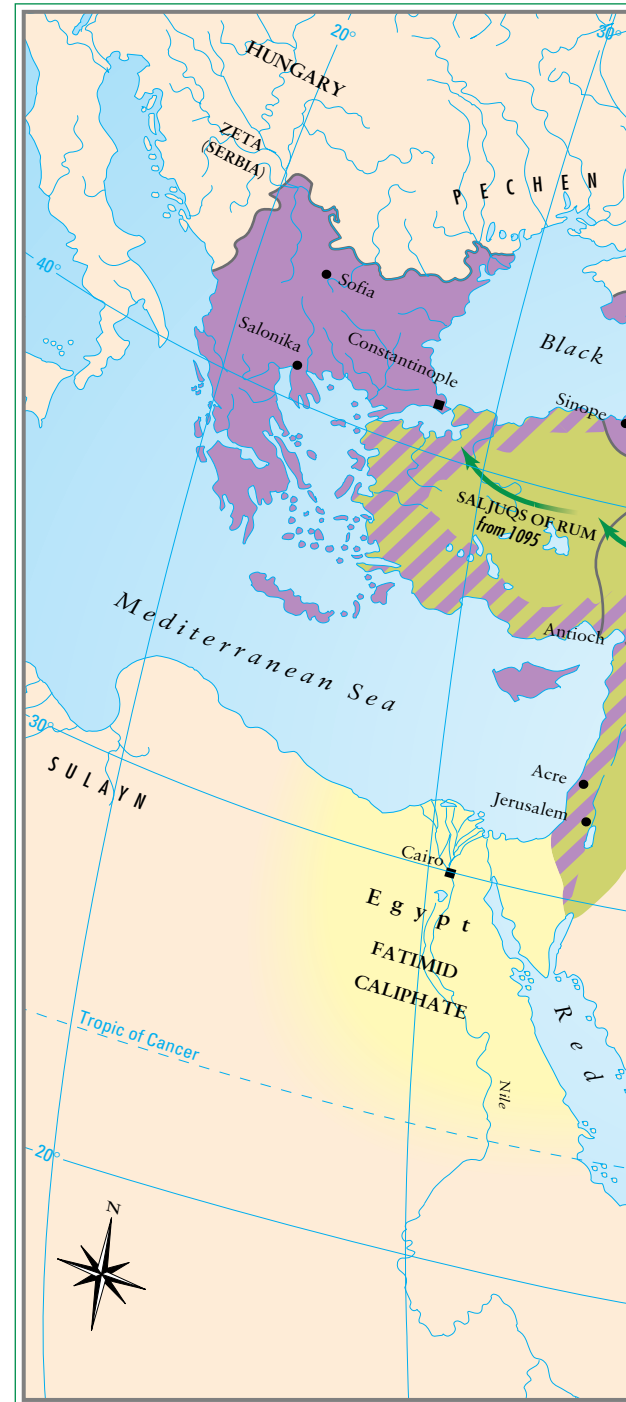 20°
30°
HUNGARY
ZETA
(SERBIA)
PECHEN
40°
Sofia
Salonika
Constantinople
Black
Sinope
SALJUQS OF RUM
from 1095
Mediterranean Sea
Antioch
30°
SULAYN
Acre
Jerusalem
Cairo
Egypt
FATIMID
CALIPHATE
Red
Tropic of Cancer
Nile
20°
N